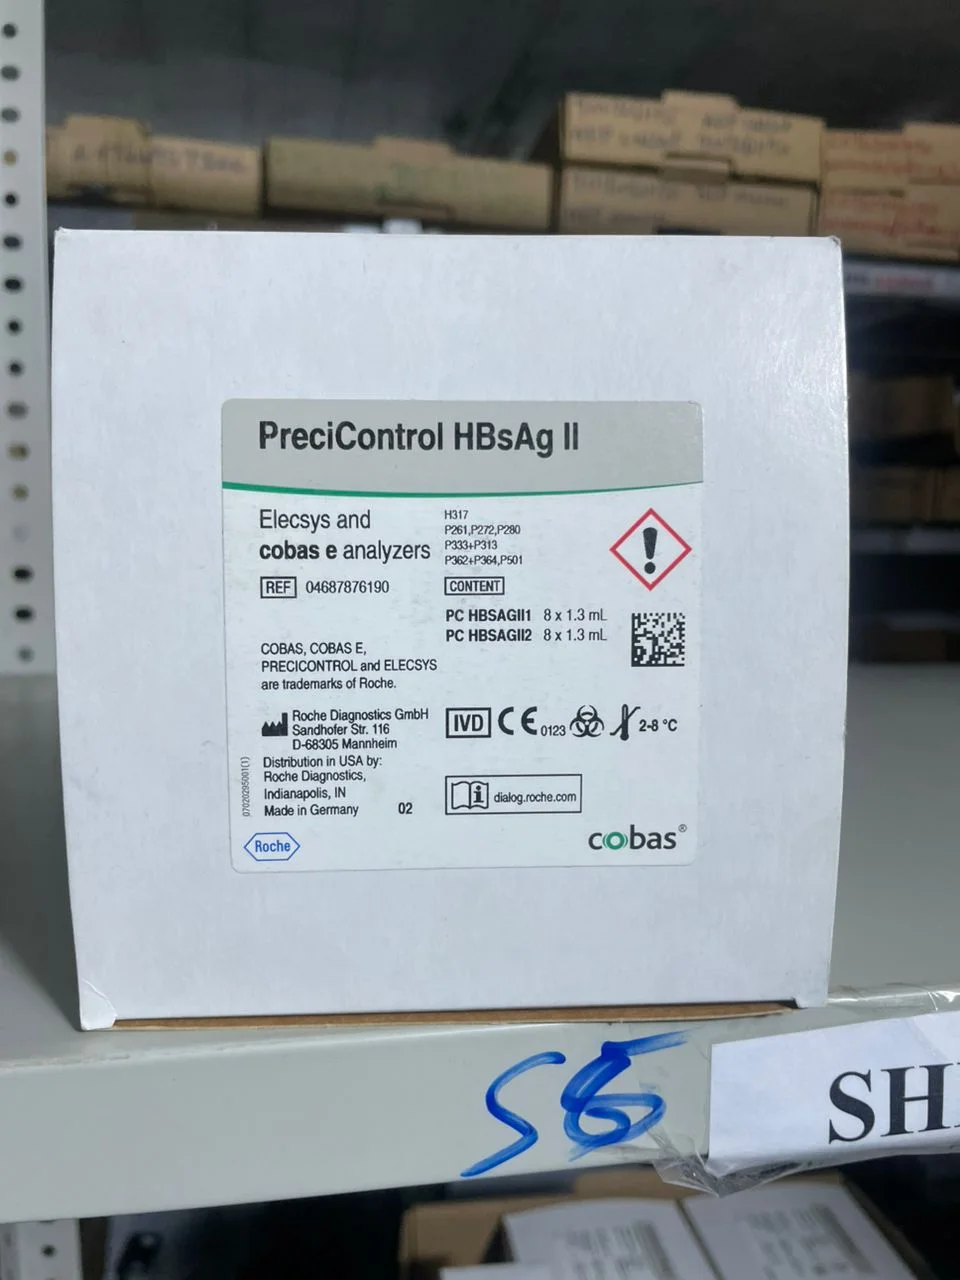 PreciControl HBsAg II
Elecsys and
cobas e analyzers
REF 04687876190
H317
P261,P272,P280
P333+P313
P362+P364,P501
CONTENT
PC HBSAGII1 8 x 1.3 mL
PC HBSAGII2 8 x 1.3 mL
COBAS, COBAS E,
PRECICONTROL and ELECSYS
are trademarks of Roche.
Roche Diagnostics GmbH
Sandhofer Str. 116
D-68305 Mannheim
Distribution in USA by:
Roche Diagnostics,
Indianapolis, IN
Made in Germany 02
07020295001(1)
IVD CE 0123 2-8 °C
dialog.roche.com
Roche
cobas®
S6
SH